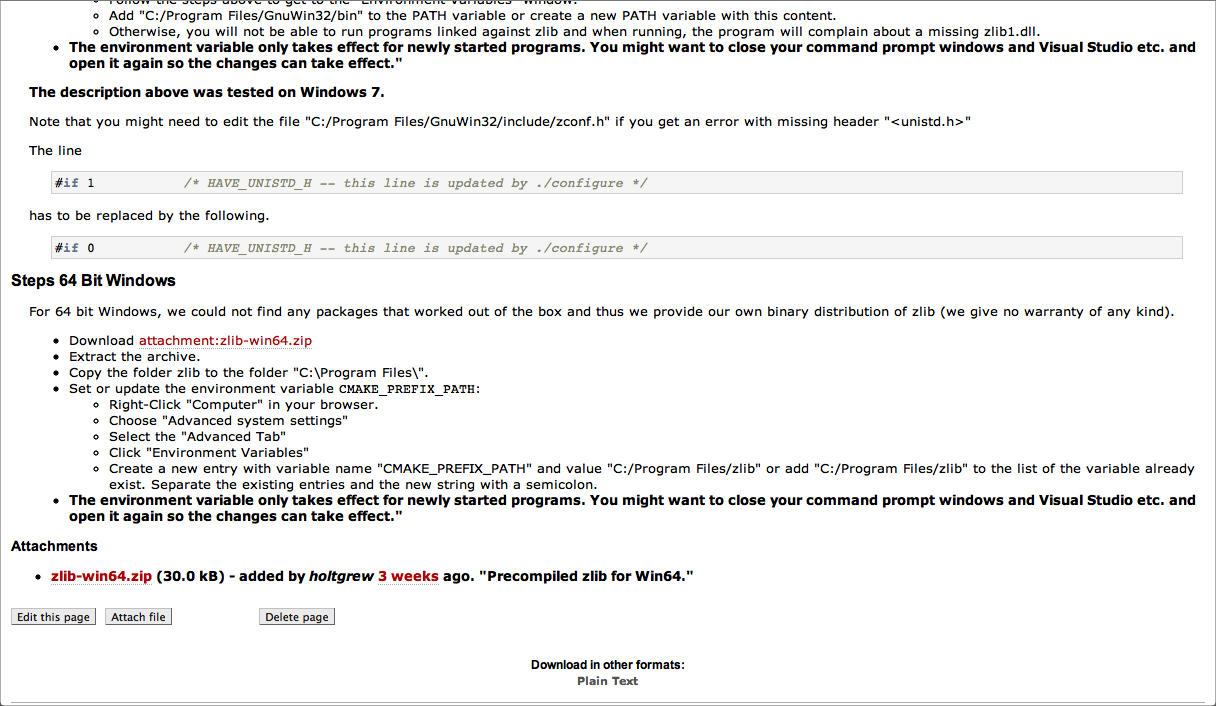 Follow the steps above to get to the "Environment Variables" window.
Add "C:/Program Files/GnuWin32/bin" to the PATH variable or create a new PATH variable with this content.
Otherwise, you will not be able to run programs linked against zlib and when running, the program will complain about a missing zlib1.dll.
The environment variable only takes effect for newly started programs. You might want to close your command prompt windows and Visual Studio etc. and
open it again so the changes can take effect."
The description above was tested on Windows 7.
Note that you might need to edit the file "C:/Program Files/GnuWin32/include/zconf.h" if you get an error with missing header "<unistd.h>"
The line
#if 1 /* HAVE_UNISTD_H -- this line is updated by ./configure */
has to be replaced by the following.
#if 0 /* HAVE_UNISTD_H -- this line is updated by ./configure */
Steps 64 Bit Windows
For 64 bit Windows, we could not find any packages that worked out of the box and thus we provide our own binary distribution of zlib (we give no warranty of any kind).
Download attachment:zlib-win64.zip
Extract the archive.
Copy the folder zlib to the folder "C:\Program Files\".
Set or update the environment variable CMAKE_PREFIX_PATH:
Right-Click "Computer" in your browser.
Choose "Advanced system settings"
Select the "Advanced Tab"
Click "Environment Variables"
Create a new entry with variable name "CMAKE_PREFIX_PATH" and value "C:/Program Files/zlib" or add "C:/Program Files/zlib" to the list of the variable already
exist. Separate the existing entries and the new string with a semicolon.
The environment variable only takes effect for newly started programs. You might want to close your command prompt windows and Visual Studio etc. and
open it again so the changes can take effect."
Attachments
zlib-win64.zip (30.0 kB) - added by holtgrew 3 weeks ago. "Precompiled zlib for Win64."
Edit this page Attach file Delete page
Download in other formats:
Plain Text